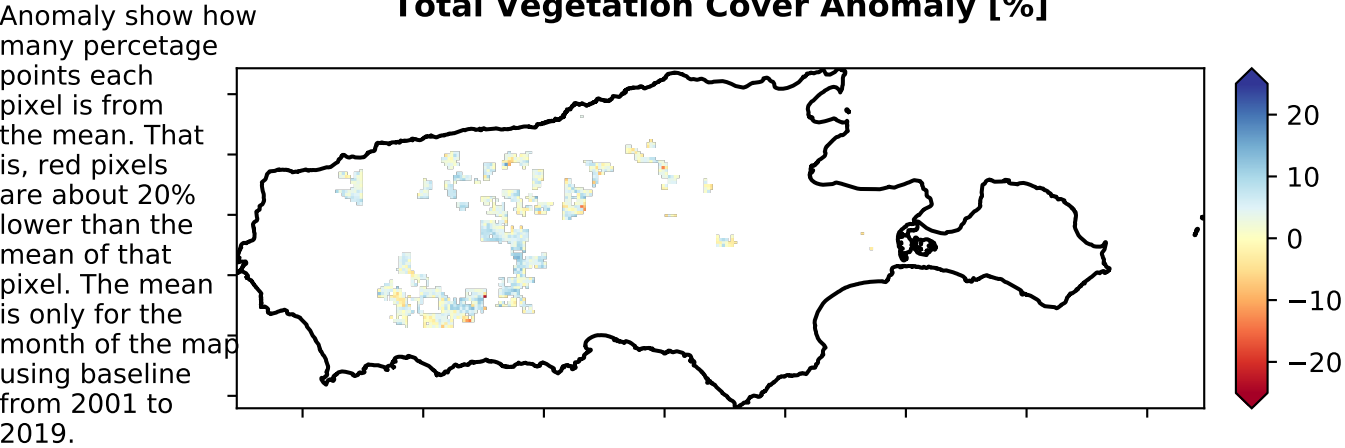 Total Vegetation Cover Anomaly [%]
Anomaly show how
many percetage
points each
pixel is from
the mean. That
is, red pixels
are about 20%
lower than the
mean of that
pixel. The mean
is only for the
month of the map
using baseline
from 2001 to
2019.
20
10
0
−10
−20